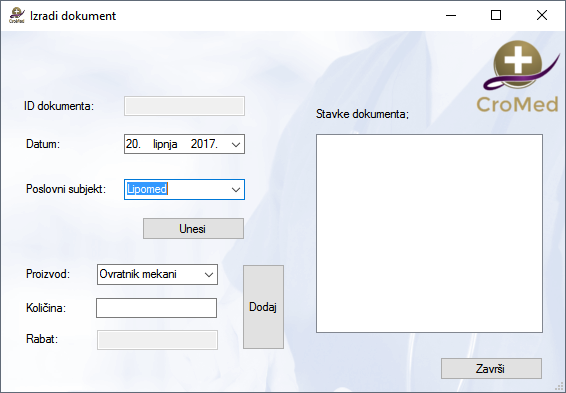 CroMed
Izradi dokument
CroMed
ID dokumenta:
Datum:
20. lipnja 2017.
Poslovni subjekt:
Lipomed
Unesi
Proizvod:
Ovratnik mekani
Količina:
Rabat:
Dodaj
Stavke dokumenta;
Završi